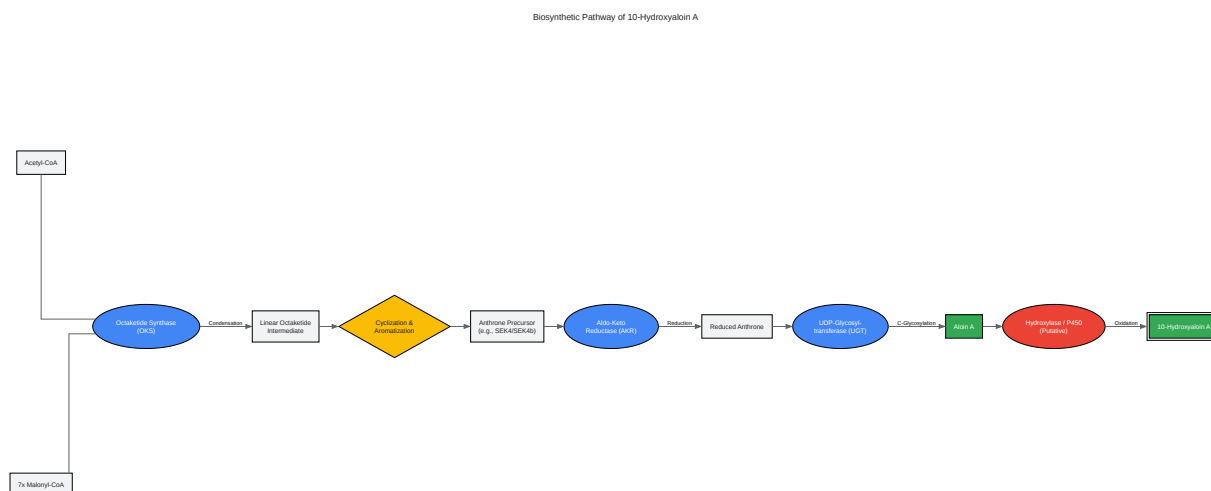 Biosynthetic Pathway of 10-Hydroxyaloin A
Acetyl-CoA
Octaketide Synthase
(OKS)
Condensation
Linear Octaketide
Intermediate
Cyclization &
Aromatization
Anthrone Precursor
(e.g., SEK4/SEK4b)
Aldo-Keto
Reductase (AKR)
Reduction
Reduced Anthrone
UDP-Glycosyl-
transferase (UGT)
C-Glycosylation
Aloin A
Hydroxylase / P450
(Putative)
Oxidation
10-Hydroxyaloin A
7x Malonyl-CoA